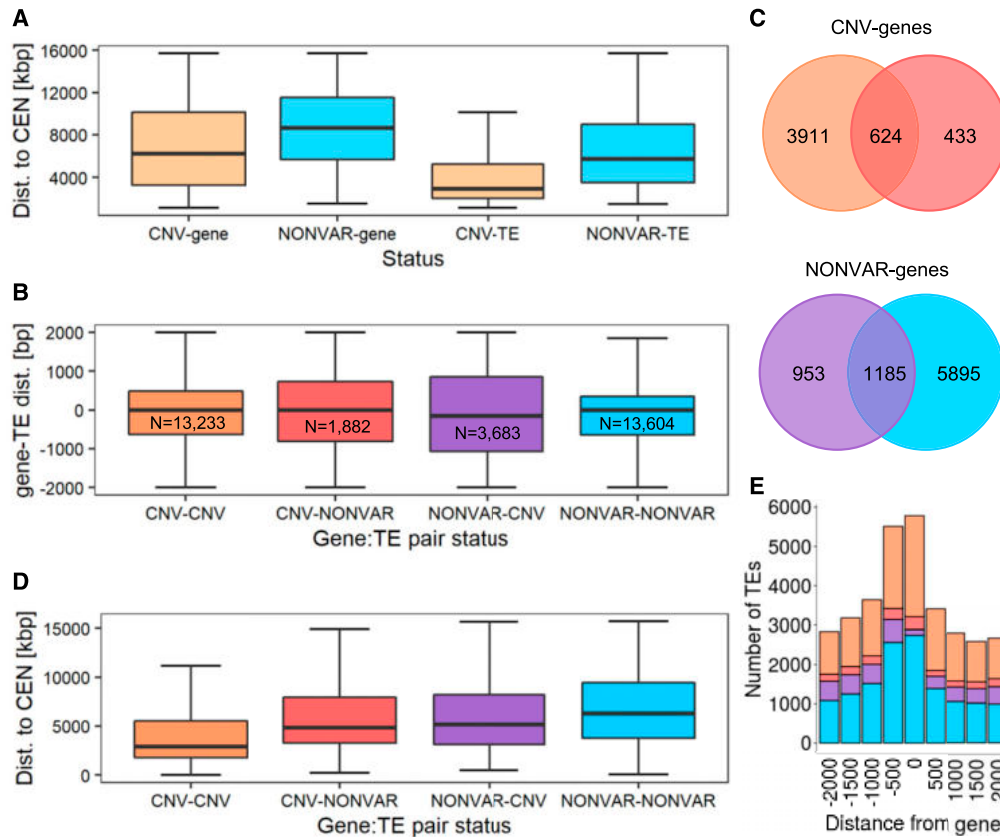 A
Dist. to CEN [kbp]
16000
12000
8000
4000
CNV-gene NONVAR-gene CNV-TE NONVAR-TE
Status
B
gene-TE dist. [bp]
2000
1000
0
-1000
-2000
N=13,233 N=1,882 N=3,683 N=13,604
CNV-CNV CNV-NONVAR NONVAR-CNV NONVAR-NONVAR
Gene:TE pair status
C
CNV-genes
3911 624 433
NONVAR-genes
953 1185 5895
D
Dist. to CEN [kbp]
15000
10000
5000
0
CNV-CNV CNV-NONVAR NONVAR-CNV NONVAR-NONVAR
Gene:TE pair status
E
Number of TEs
6000
5000
4000
3000
2000
1000
0
-2000 -1500 -1000 -500 0 500 1000 1500 2000
Distance from gene